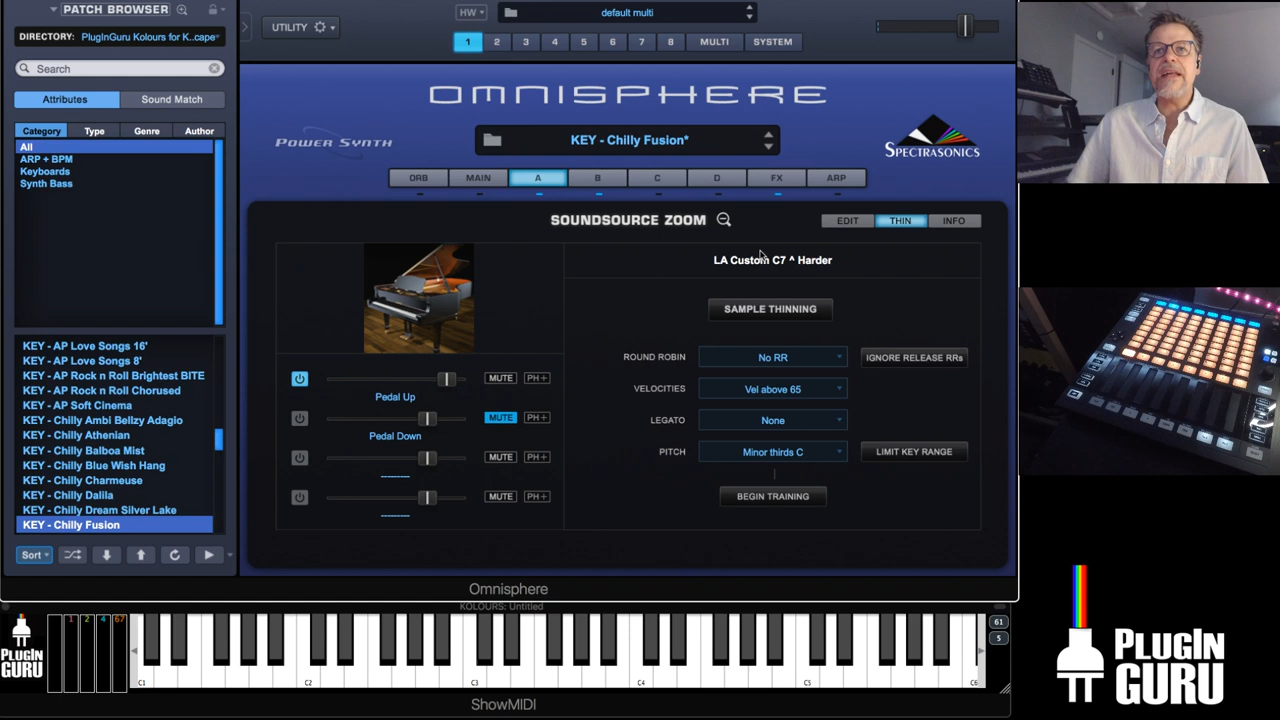 PATCH BROWSER
DIRECTORY: PlugInGuru Kolours for K..cape
Search
Attributes
Sound Match
Category Type Genre Author
All
ARP + BPM
Keyboards
Synth Bass
KEY - AP Love Songs 16'
KEY - AP Love Songs 8'
KEY - AP Rock n Roll Brightest BITE
KEY - AP Rock n Roll Chorused
KEY - AP Soft Cinema
KEY - Chilly Ambi Bellzy Adagio
KEY - Chilly Athenian
KEY - Chilly Balboa Mist
KEY - Chilly Blue Wish Hang
KEY - Chilly Charmeuse
KEY - Chilly Dalila
KEY - Chilly Dream Silver Lake
KEY - Chilly Fusion
Sort
UTILITY
HW
default multi
1 2 3 4 5 6 7 8 MULTI SYSTEM
OMNISPHERE
POWER SYNTH
KEY - Chilly Fusion*
SPECTRASONICS
ORB MAIN A B C D FX ARP
SOUNDSOURCE ZOOM
EDIT THIN INFO
LA Custom C7 ^ Harder
SAMPLE THINNING
ROUND ROBIN No RR IGNORE RELEASE RRs
VELOCITIES Vel above 65
LEGATO None
PITCH Minor thirds C LIMIT KEY RANGE
BEGIN TRAINING
MUTE PH+
Pedal Up
MUTE PH+
Pedal Down
MUTE PH+
---------
MUTE PH+
---------
Omnisphere
KOLOURS: Untitled
1 2 4 67
61
5
PLUGIN
GURU
C1 C2 C3 C4 C5 C6
ShowMIDI
PLUGIN
GURU